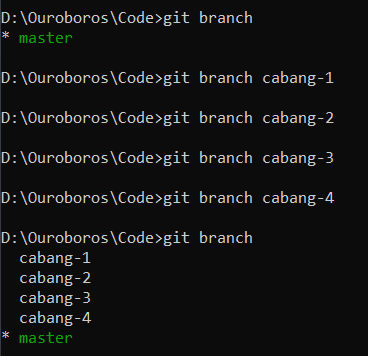 D:\Ouroboros\Code>git branch
* master
D:\Ouroboros\Code>git branch cabang-1
D:\Ouroboros\Code>git branch cabang-2
D:\Ouroboros\Code>git branch cabang-3
D:\Ouroboros\Code>git branch cabang-4
D:\Ouroboros\Code>git branch
  cabang-1
  cabang-2
  cabang-3
  cabang-4
* master